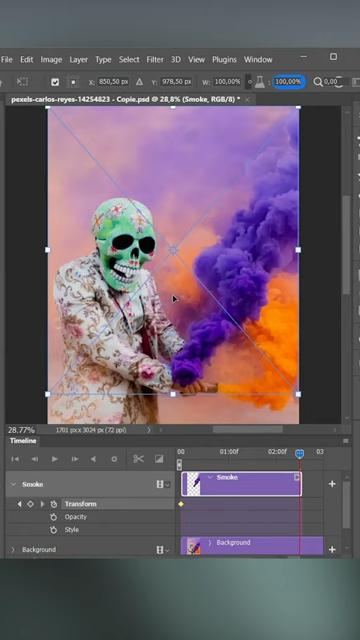 File Image Layer Type Select Filter 3D View Plugins Window
X: 850,50 px Y: 978,50 px W: 100,00% : 100,00% 0,00
pexels-carlos-reyes-14254823 - Copie.psd @ 28,8% (Smoke, RGB/8) * ×
28.77% 1701 px x 3024 px (72 ppi)
Timeline
00 01:00f 02:00f 03
Smoke Smoke
Transform
Opacity
Style
Background Background